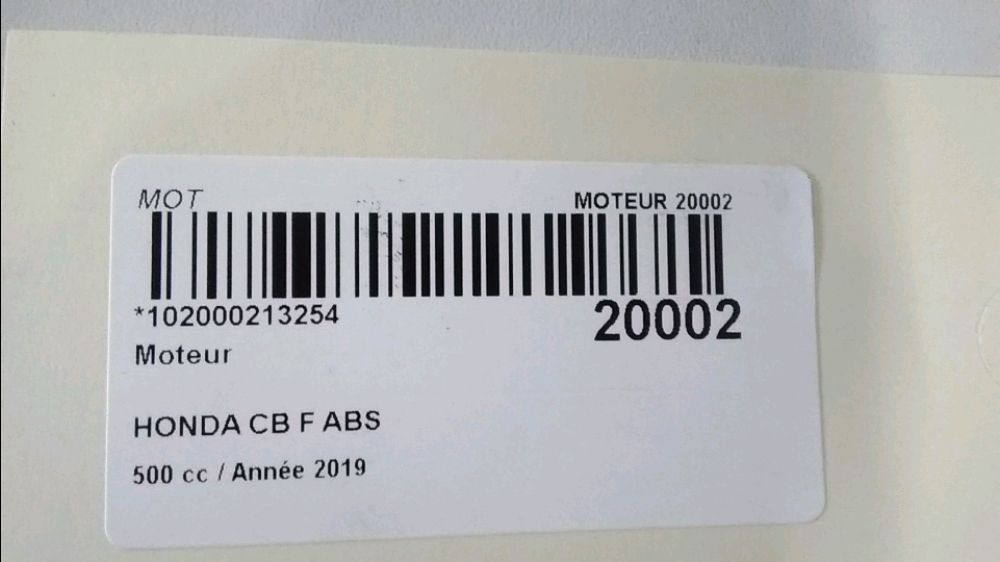 MOT
MOTEUR 20002
*102000213254
20002
Moteur
HONDA CB F ABS
500 cc / Année 2019